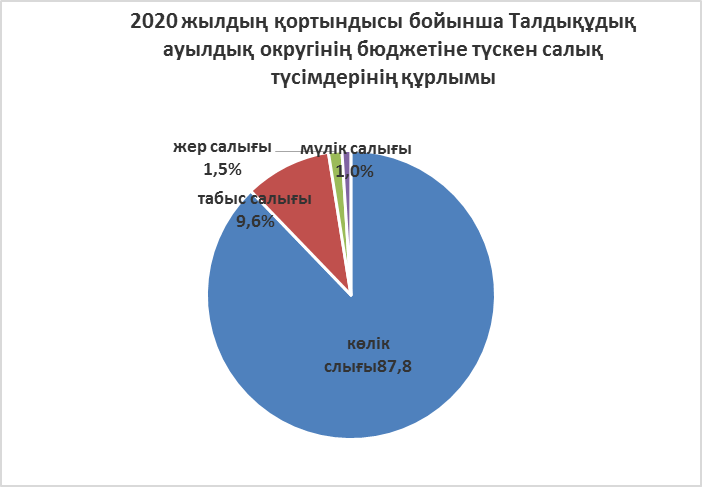 2020 жылдың қортындысы бойынша Талдықұдық
ауылдық округінің бюджетіне түскен салық
түсімдерінің құрлымы
жер салығы
1,5%
мүлік салығы
1,0%
табыс салығы
9,6%
көлік
слығы87,8